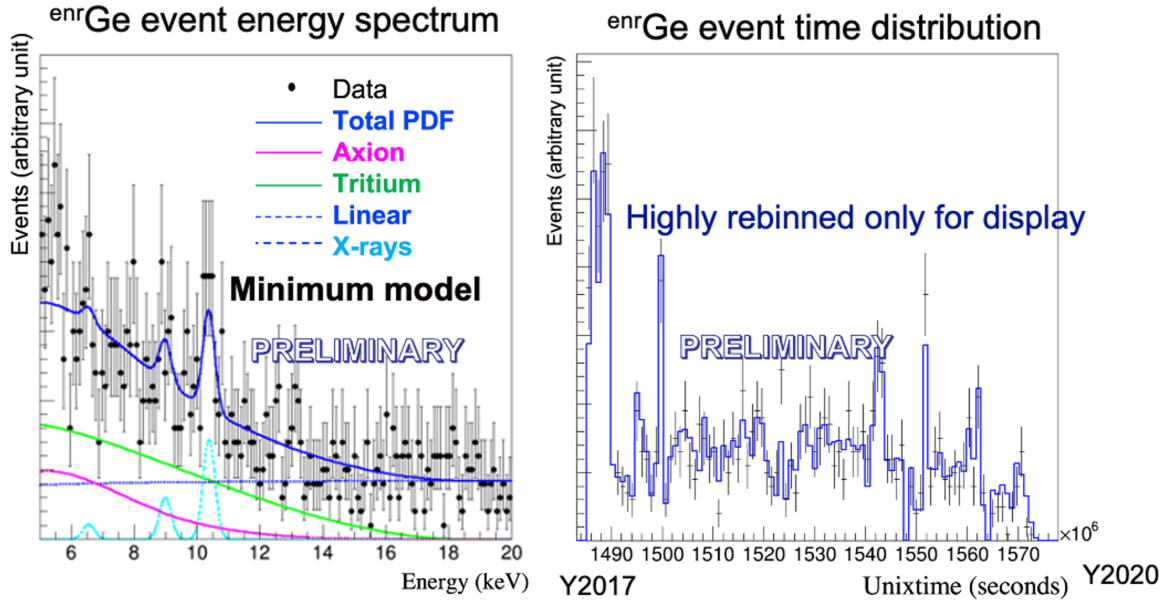 enrGe event energy spectrum
Events (arbitrary unit)
Data
Total PDF
Axion
Tritium
Linear
X-rays
Minimum model
PRELIMINARY
6 8 10 12 14 16 18 20
Energy (keV)
enrGe event time distribution
Events (arbitrary unit)
Highly rebinned only for display
PRELIMINARY
1490 1500 1510 1520 1530 1540 1550 1560 1570
×10⁶
Y2017
Unixtime (seconds)
Y2020